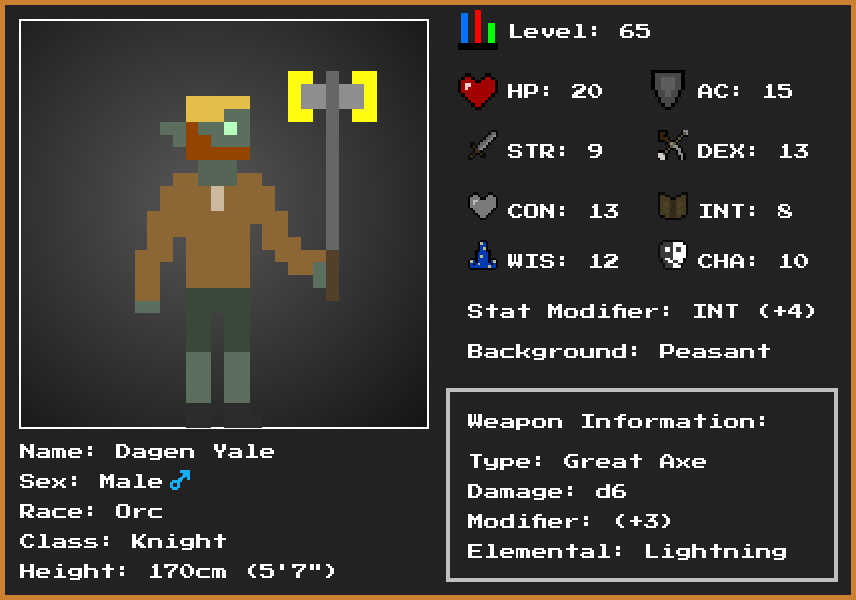 Level: 65
HP: 20 AC: 15
STR: 9 DEX: 13
CON: 13 INT: 8
WIS: 12 CHA: 10
Stat Modifier: INT (+4)
Background: Peasant
Weapon Information:
Type: Great Axe
Damage: d6
Modifier: (+3)
Elemental: Lightning
Name: Dagen Yale
Sex: Male♂
Race: Orc
Class: Knight
Height: 170cm (5'7")